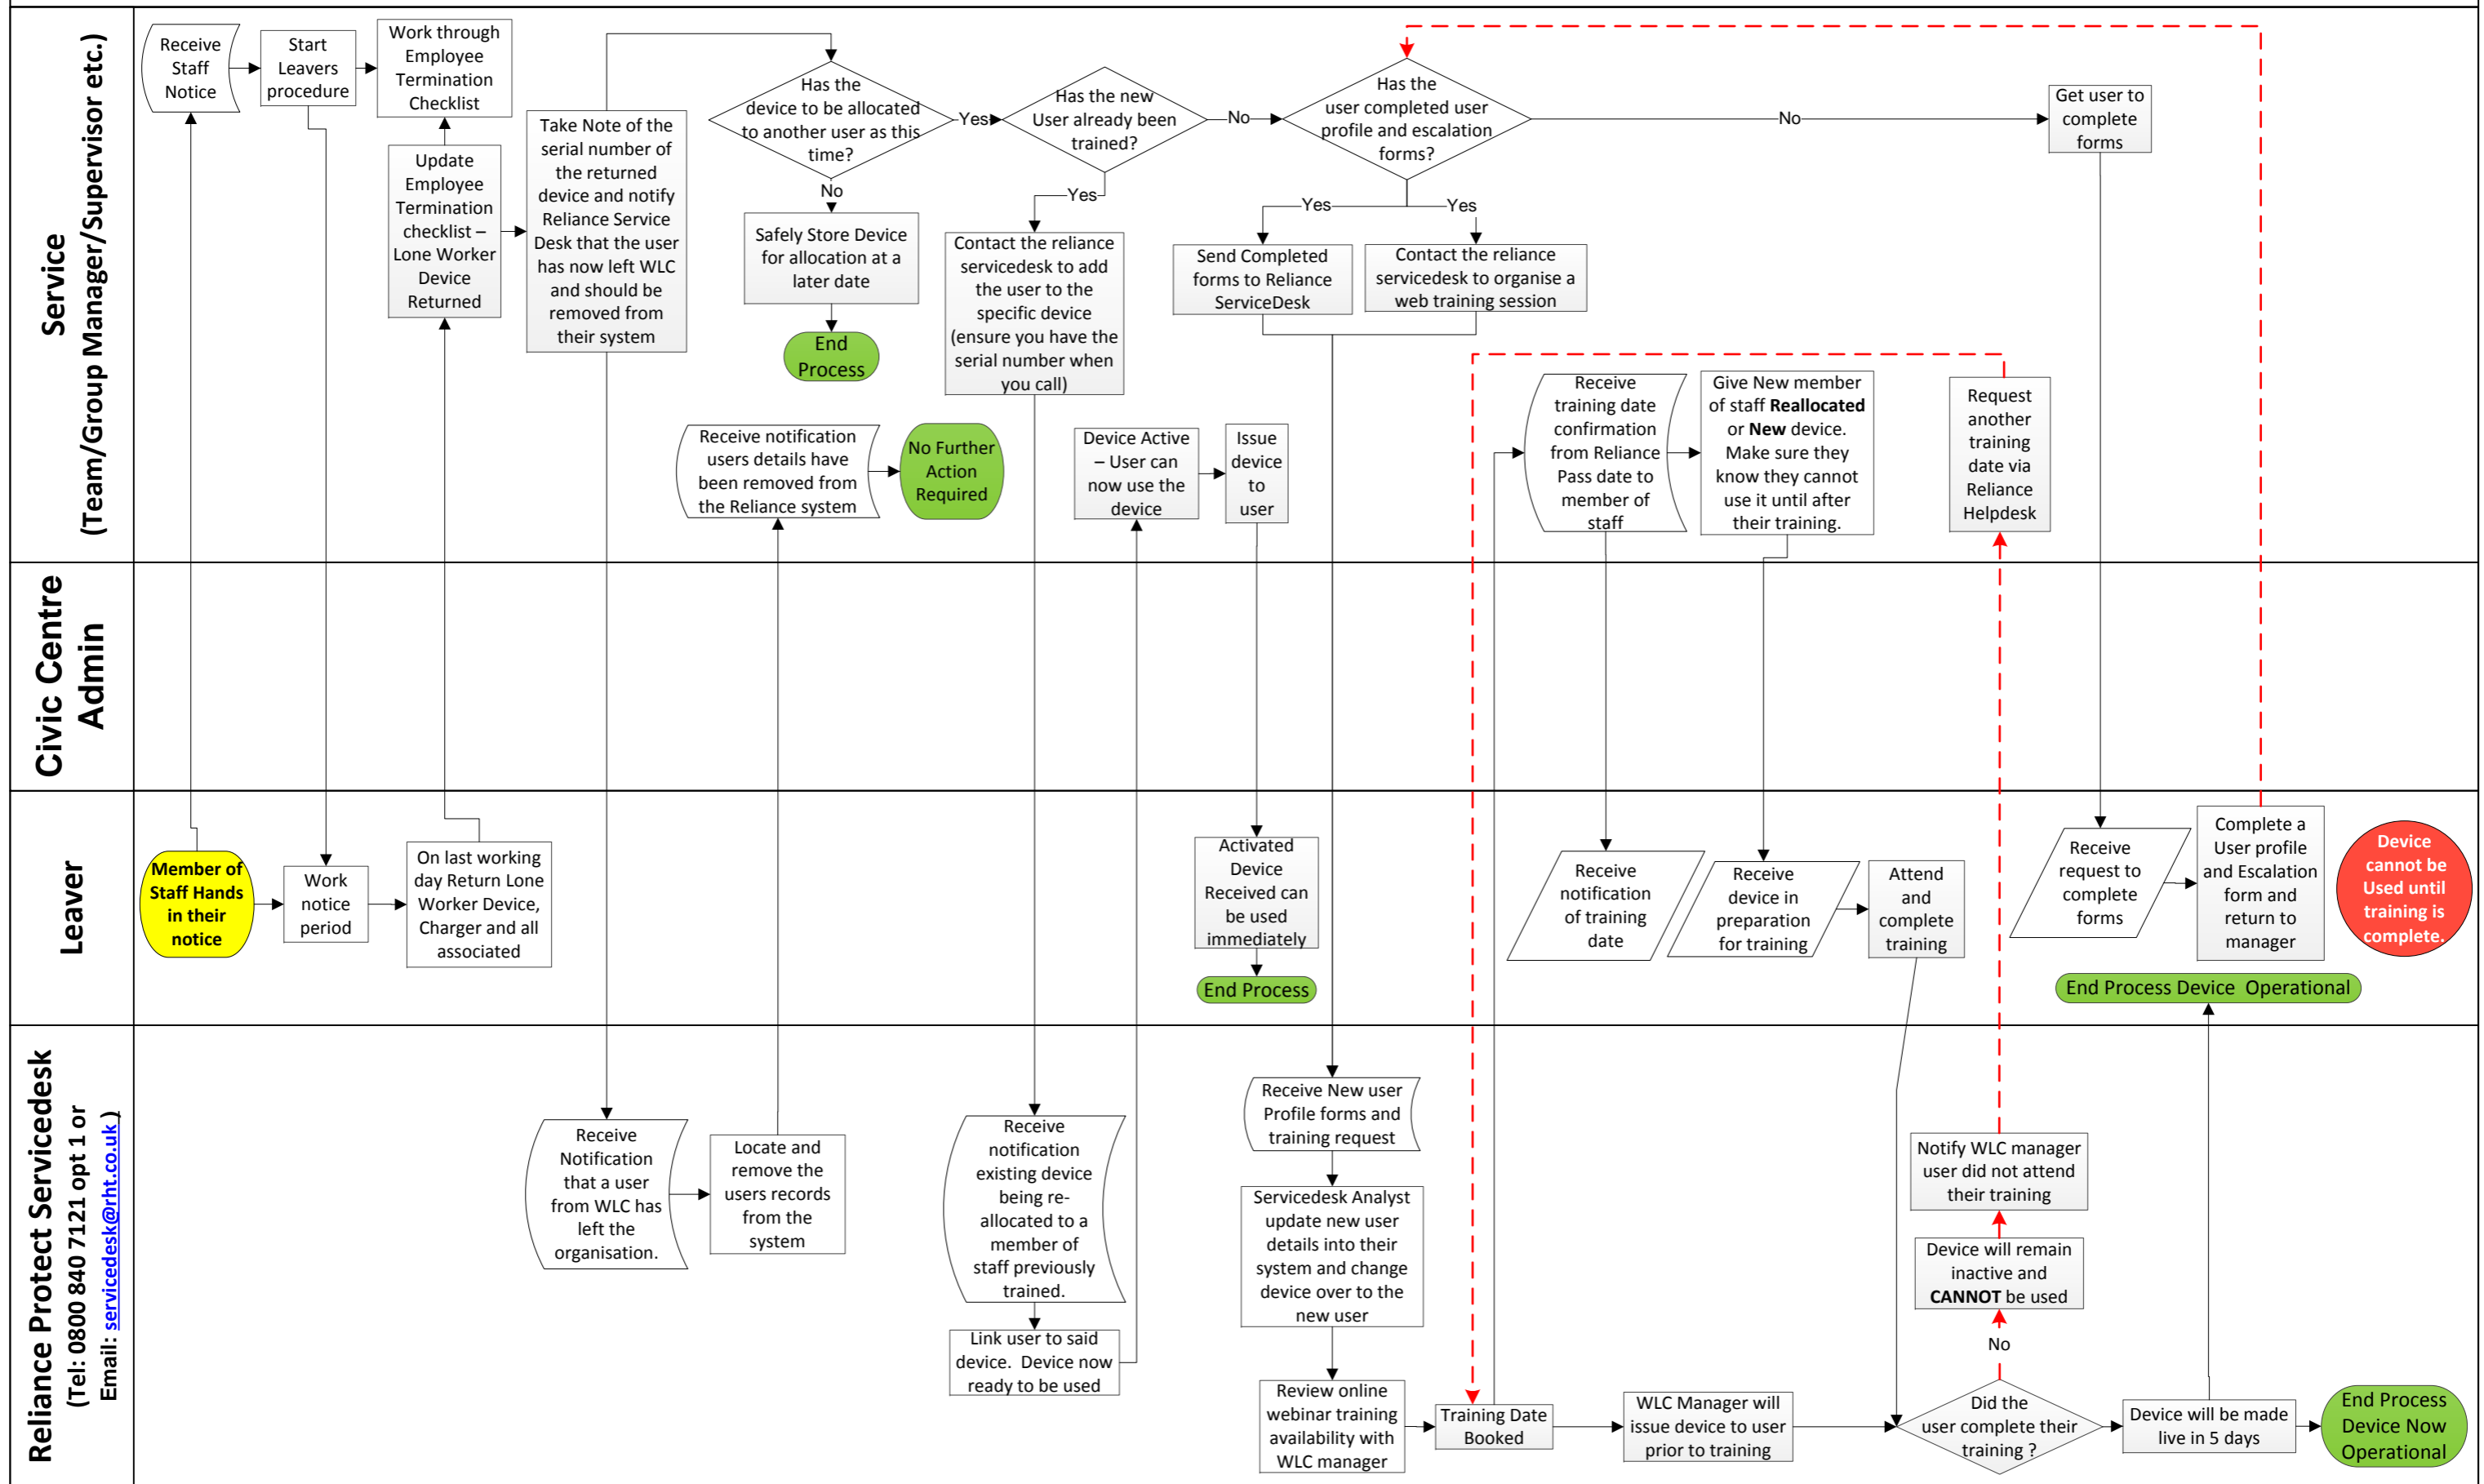 Service
(Team/Group Manager/Supervisor etc.)
Receive
Staff
Notice
Start
Leavers
procedure
Work through
Employee
Termination
Checklist
Update
Employee
Termination
checklist –
Lone Worker
Device
Returned
Take Note of the
serial number of
the returned
device and notify
Reliance Service
Desk that the user
has now left WLC
and should be
removed from
their system
Has the
device to be allocated
to another user as this
time?
Yes
No
Safely Store Device
for allocation at a
later date
End
Process
Has the new
User already been
trained?
No
Yes
Contact the reliance
servicedesk to add
the user to the
specific device
(ensure you have the
serial number when
you call)
Has the
user completed user
profile and escalation
forms?
No
Yes
Yes
Send Completed
forms to Reliance
ServiceDesk
Contact the reliance
servicedesk to organise a
web training session
Get user to
complete
forms
Receive notification
users details have
been removed from
the Reliance system
No Further
Action
Required
Device Active
– User can
now use the
device
Issue
device
to
user
Receive
training date
confirmation
from Reliance
Pass date to
member of
staff
Give New member
of staff Reallocated
or New device.
Make sure they
know they cannot
use it until after
their training.
Request
another
training
date via
Reliance
Helpdesk
Civic Centre
Admin
Leaver
Member of
Staff Hands
in their
notice
Work
notice
period
On last working
day Return Lone
Worker Device,
Charger and all
associated
Activated
Device
Received can
be used
immediately
End Process
Receive
notification
of training
date
Receive
device in
preparation
for training
Attend
and
complete
training
Receive
request to
complete
forms
Complete a
User profile
and Escalation
form and
return to
manager
Device
cannot be
Used until
training is
complete.
End Process Device  Operational
Reliance Protect Servicedesk
(Tel: 0800 840 7121 opt 1 or
Email: servicedesk@rht.co.uk )
Receive
Notification
that a user
from WLC has
left the
organisation.
Locate and
remove the
users records
from the
system
Receive
notification
existing device
being re-
allocated to a
member of
staff previously
trained.
Link user to said
device.  Device now
ready to be used
Receive New user
Profile forms and
training request
Servicedesk Analyst
update new user
details into their
system and change
device over to the
new user
Review online
webinar training
availability with
WLC manager
Training Date
Booked
WLC Manager will
issue device to user
prior to training
Did the
user complete their
training ?
No
Device will remain
inactive and
CANNOT be used
Notify WLC manager
user did not attend
their training
Device will be made
live in 5 days
End Process
Device Now
Operational